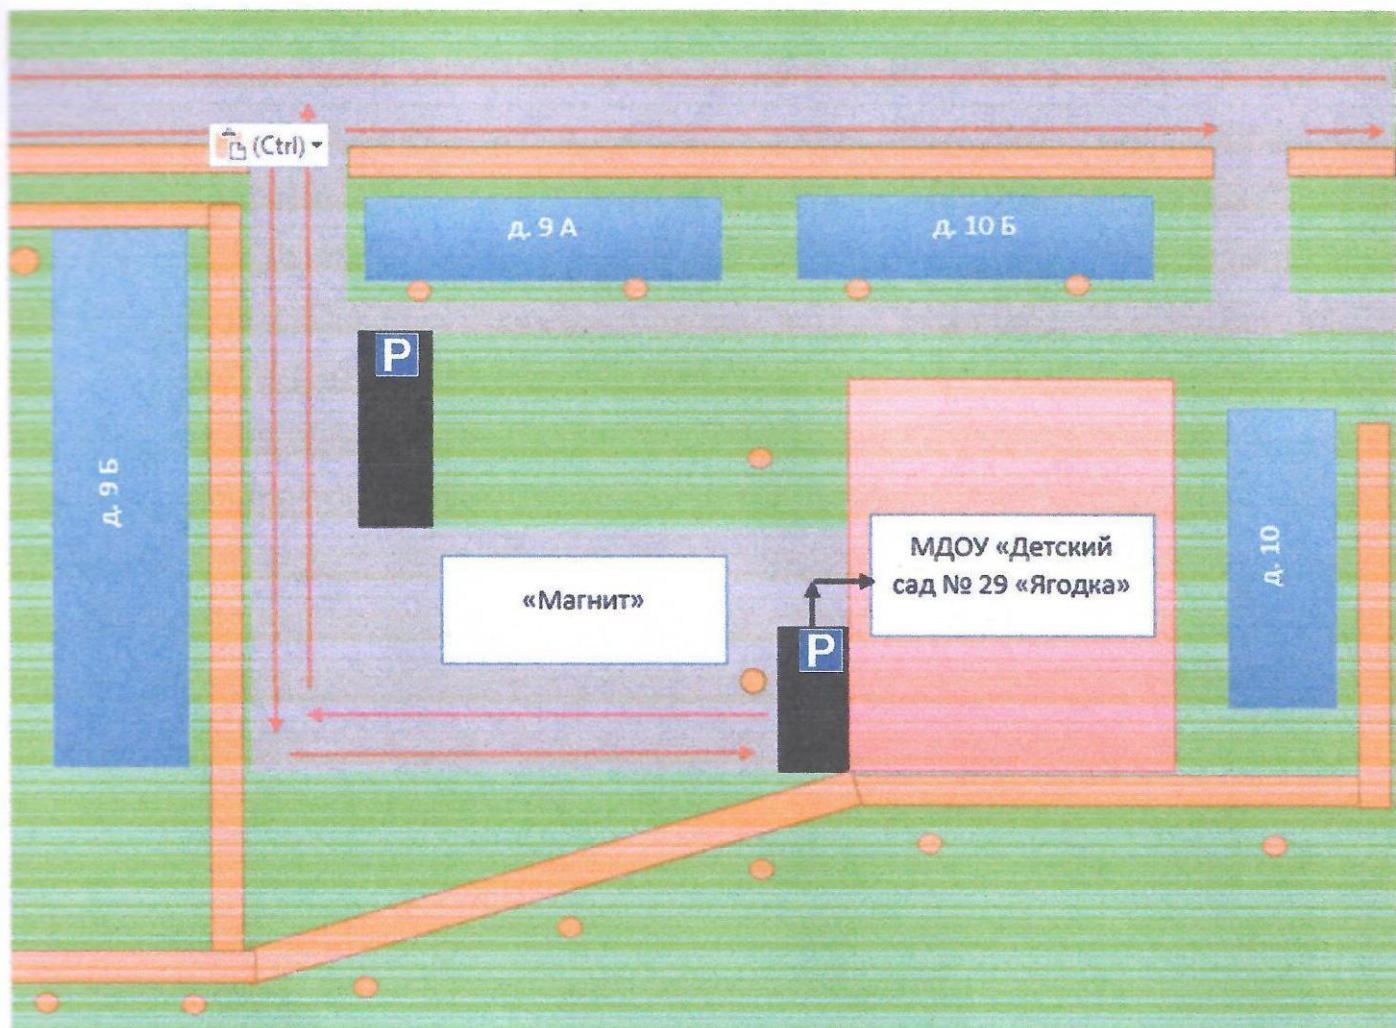 (Ctrl)
д. 9 А
д. 10 Б
P
д. 9 Б
МДОУ «Детский
сад № 29 «Ягодка»
д. 10
«Магнит»
P